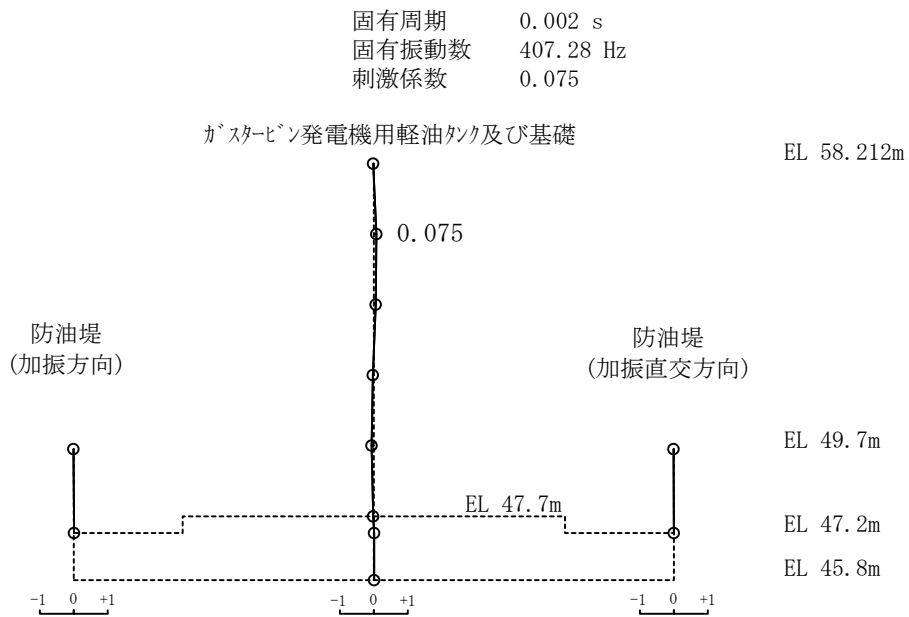 固有周期 0.002 s
固有振動数 407.28 Hz
刺激係数 0.075
ｶﾞｽﾀｰﾋﾞﾝ発電機用軽油ﾀﾝｸ及び基礎
EL 58.212m
0.075
防油堤
(加振方向)
防油堤
(加振直交方向)
EL 49.7m
EL 47.7m
EL 47.2m
EL 45.8m
-1 0 +1
-1 0 +1
-1 0 +1